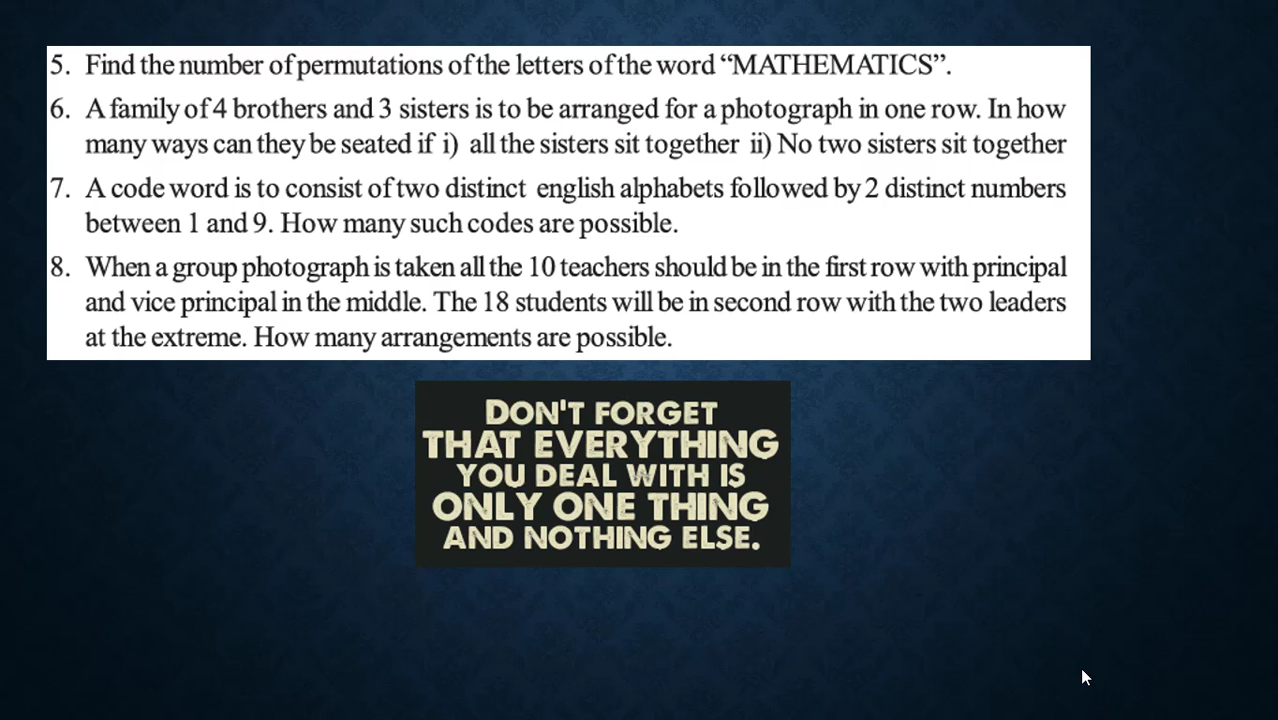 5. Find the number of permutations of the letters of the word “MATHEMATICS”.
6. A family of 4 brothers and 3 sisters is to be arranged for a photograph in one row. In how
many ways can they be seated if i) all the sisters sit together ii) No two sisters sit together
7. A code word is to consist of two distinct english alphabets followed by 2 distinct numbers
between 1 and 9. How many such codes are possible.
8. When a group photograph is taken all the 10 teachers should be in the first row with principal
and vice principal in the middle. The 18 students will be in second row with the two leaders
at the extreme. How many arrangements are possible.
DON'T FORGET
THAT EVERYTHING
YOU DEAL WITH IS
ONLY ONE THING
AND NOTHING ELSE.